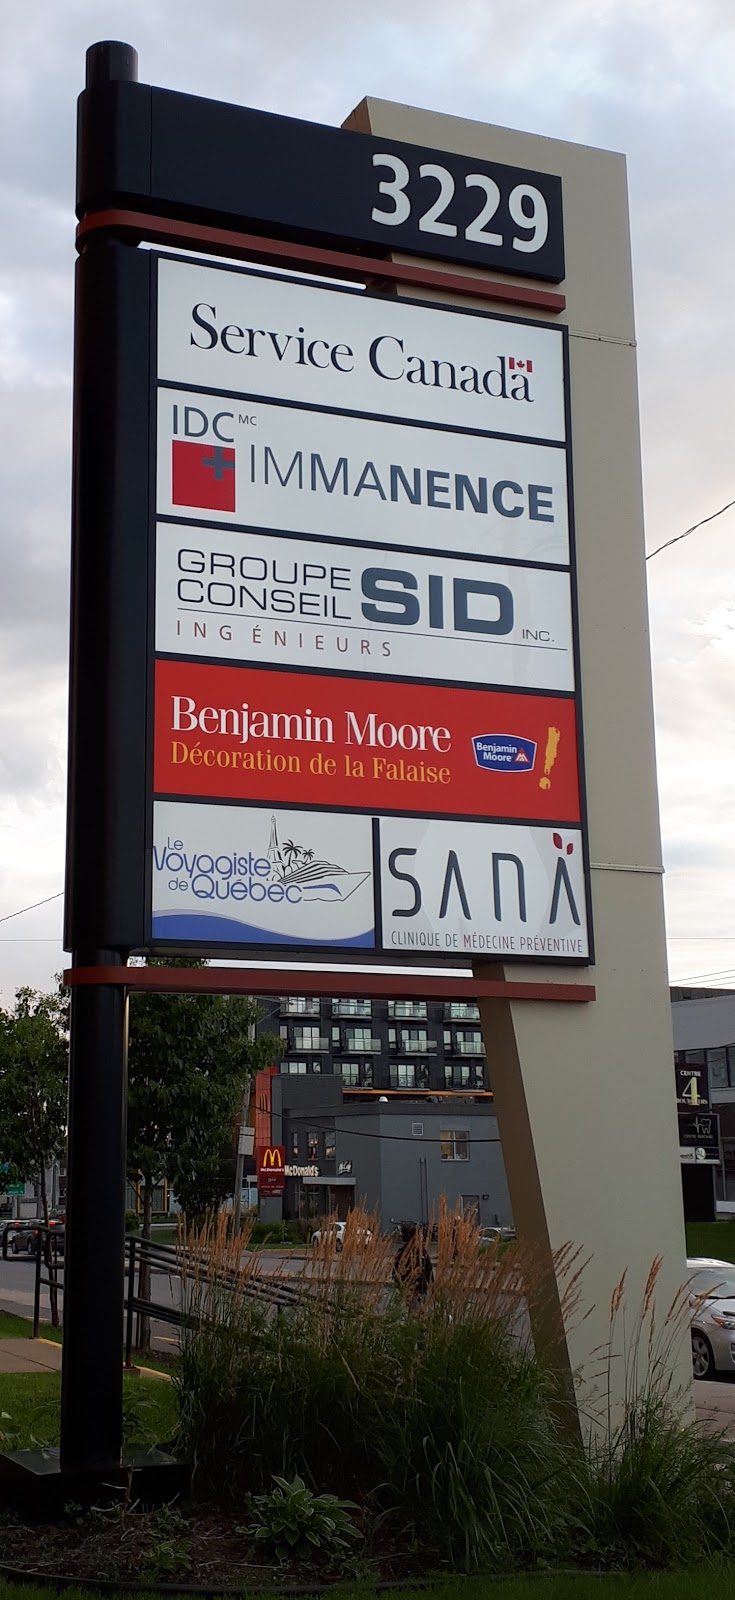 3229
Service Canada
IDC MC
IMMANENCE
GROUPE
CONSEIL SID INC.
INGÉNIEURS
Benjamin Moore
Décoration de la Falaise
Benjamin
Moore
Le
Voyagiste
de Québec
SANA
CLINIQUE DE MÉDECINE PRÉVENTIVE
McDonald's
CENTRE
4